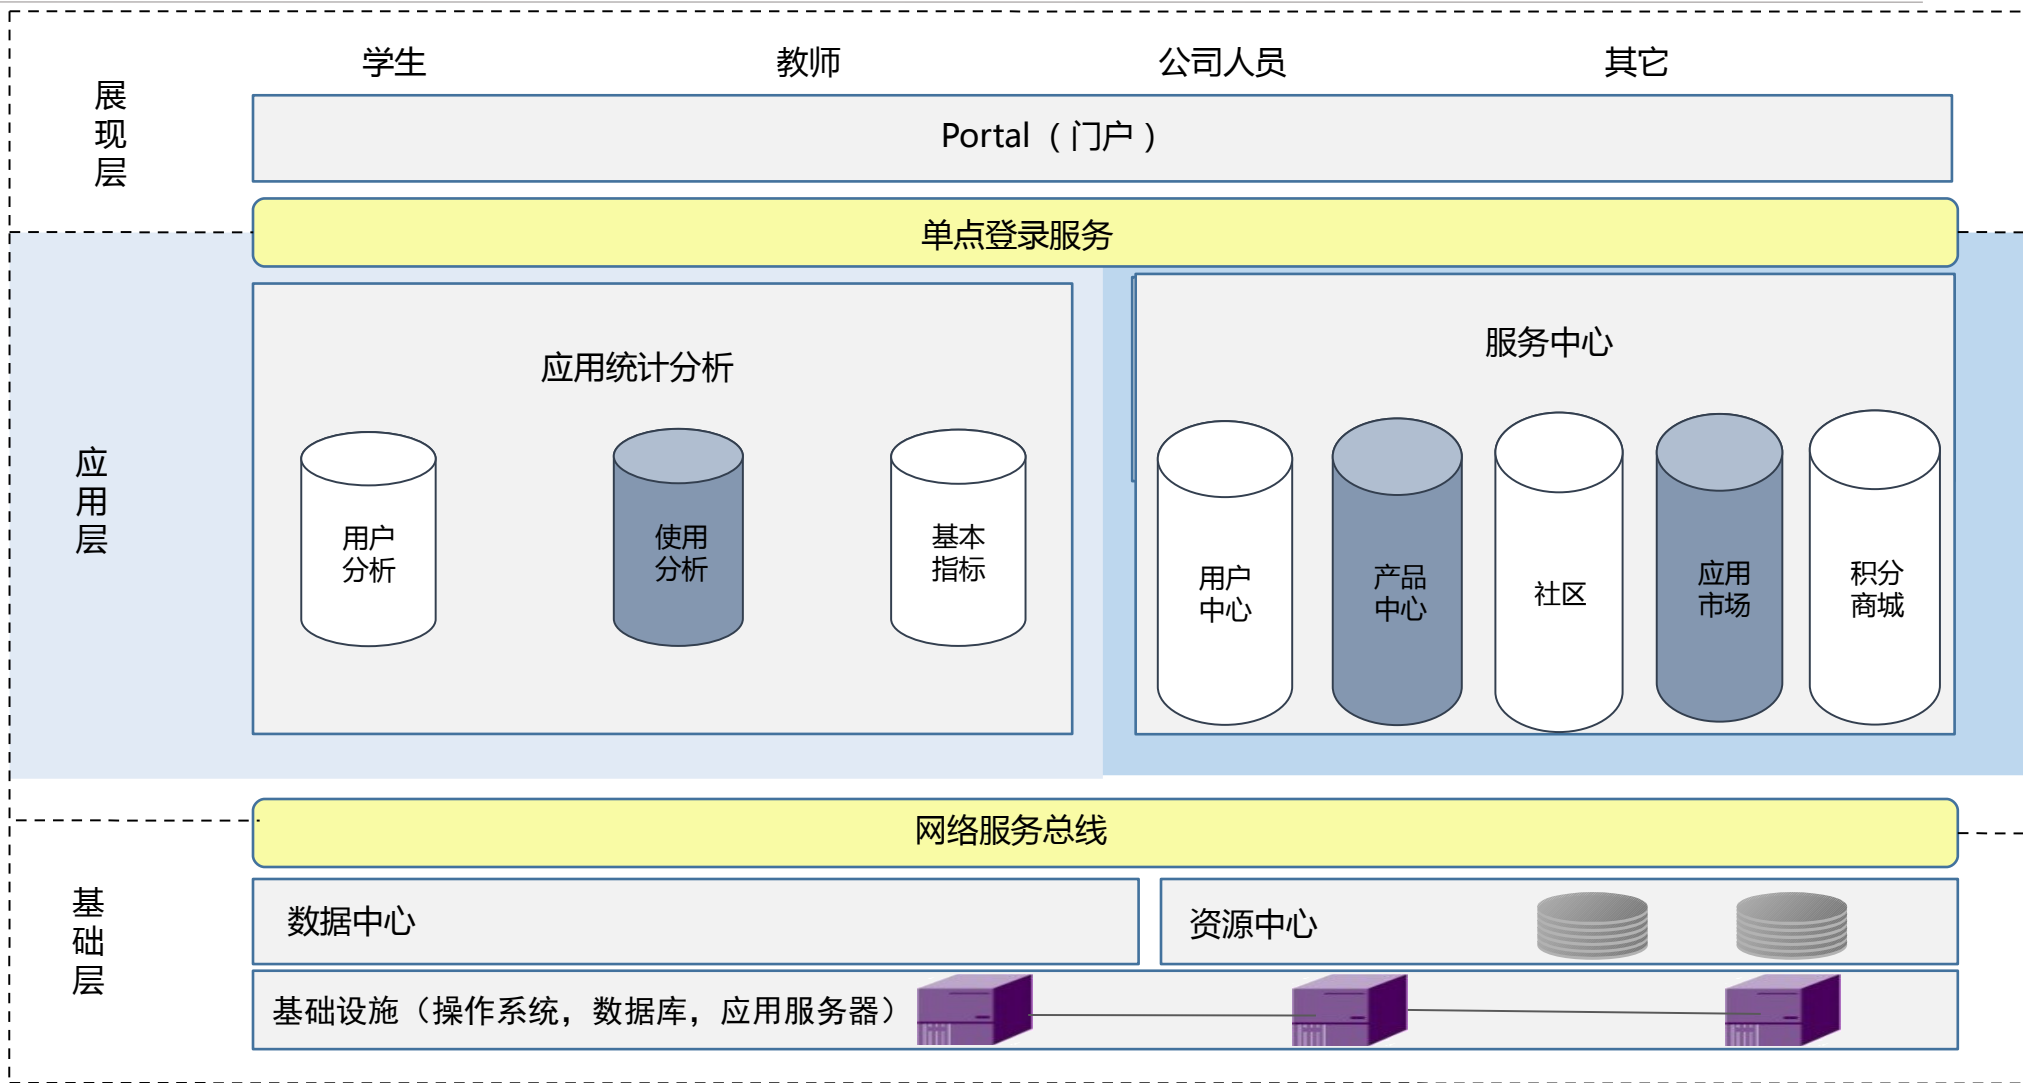 学生
教师
公司人员
其它
展
现
层
Portal（门户）
单点登录服务
应用统计分析
服务中心
应
用
层
用户
分析
使用
分析
基本
指标
用户
中心
产品
中心
社区
应用
市场
积分
商城
网络服务总线
基
础
层
数据中心
资源中心
基础设施（操作系统，数据库，应用服务器）